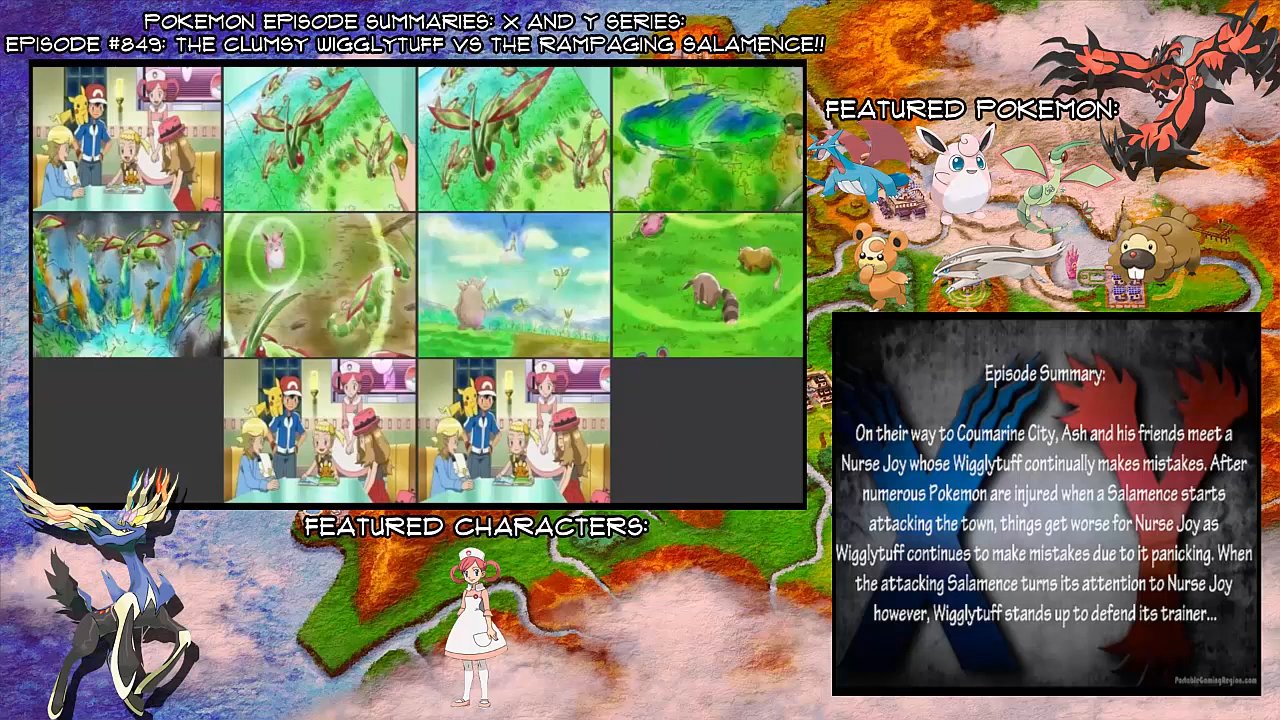 POKEMON EPISODE SUMMARIES: X AND Y SERIES:
EPISODE #849: THE CLUMSY WIGGLYTUFF VS THE RAMPAGING SALAMENCE!!
FEATURED POKEMON:
Episode Summary:
On their way to Coumarine City, Ash and his friends meet a
Nurse Joy whose Wigglytuff continually makes mistakes. After
numerous Pokemon are injured when a Salamence starts
attacking the town, things get worse for Nurse Joy as
Wigglytuff continues to make mistakes due to it panicking. When
the attacking Salamence turns its attention to Nurse Joy
however, Wigglytuff stands up to defend its trainer...
PortableGamingRegion.com
FEATURED CHARACTERS: